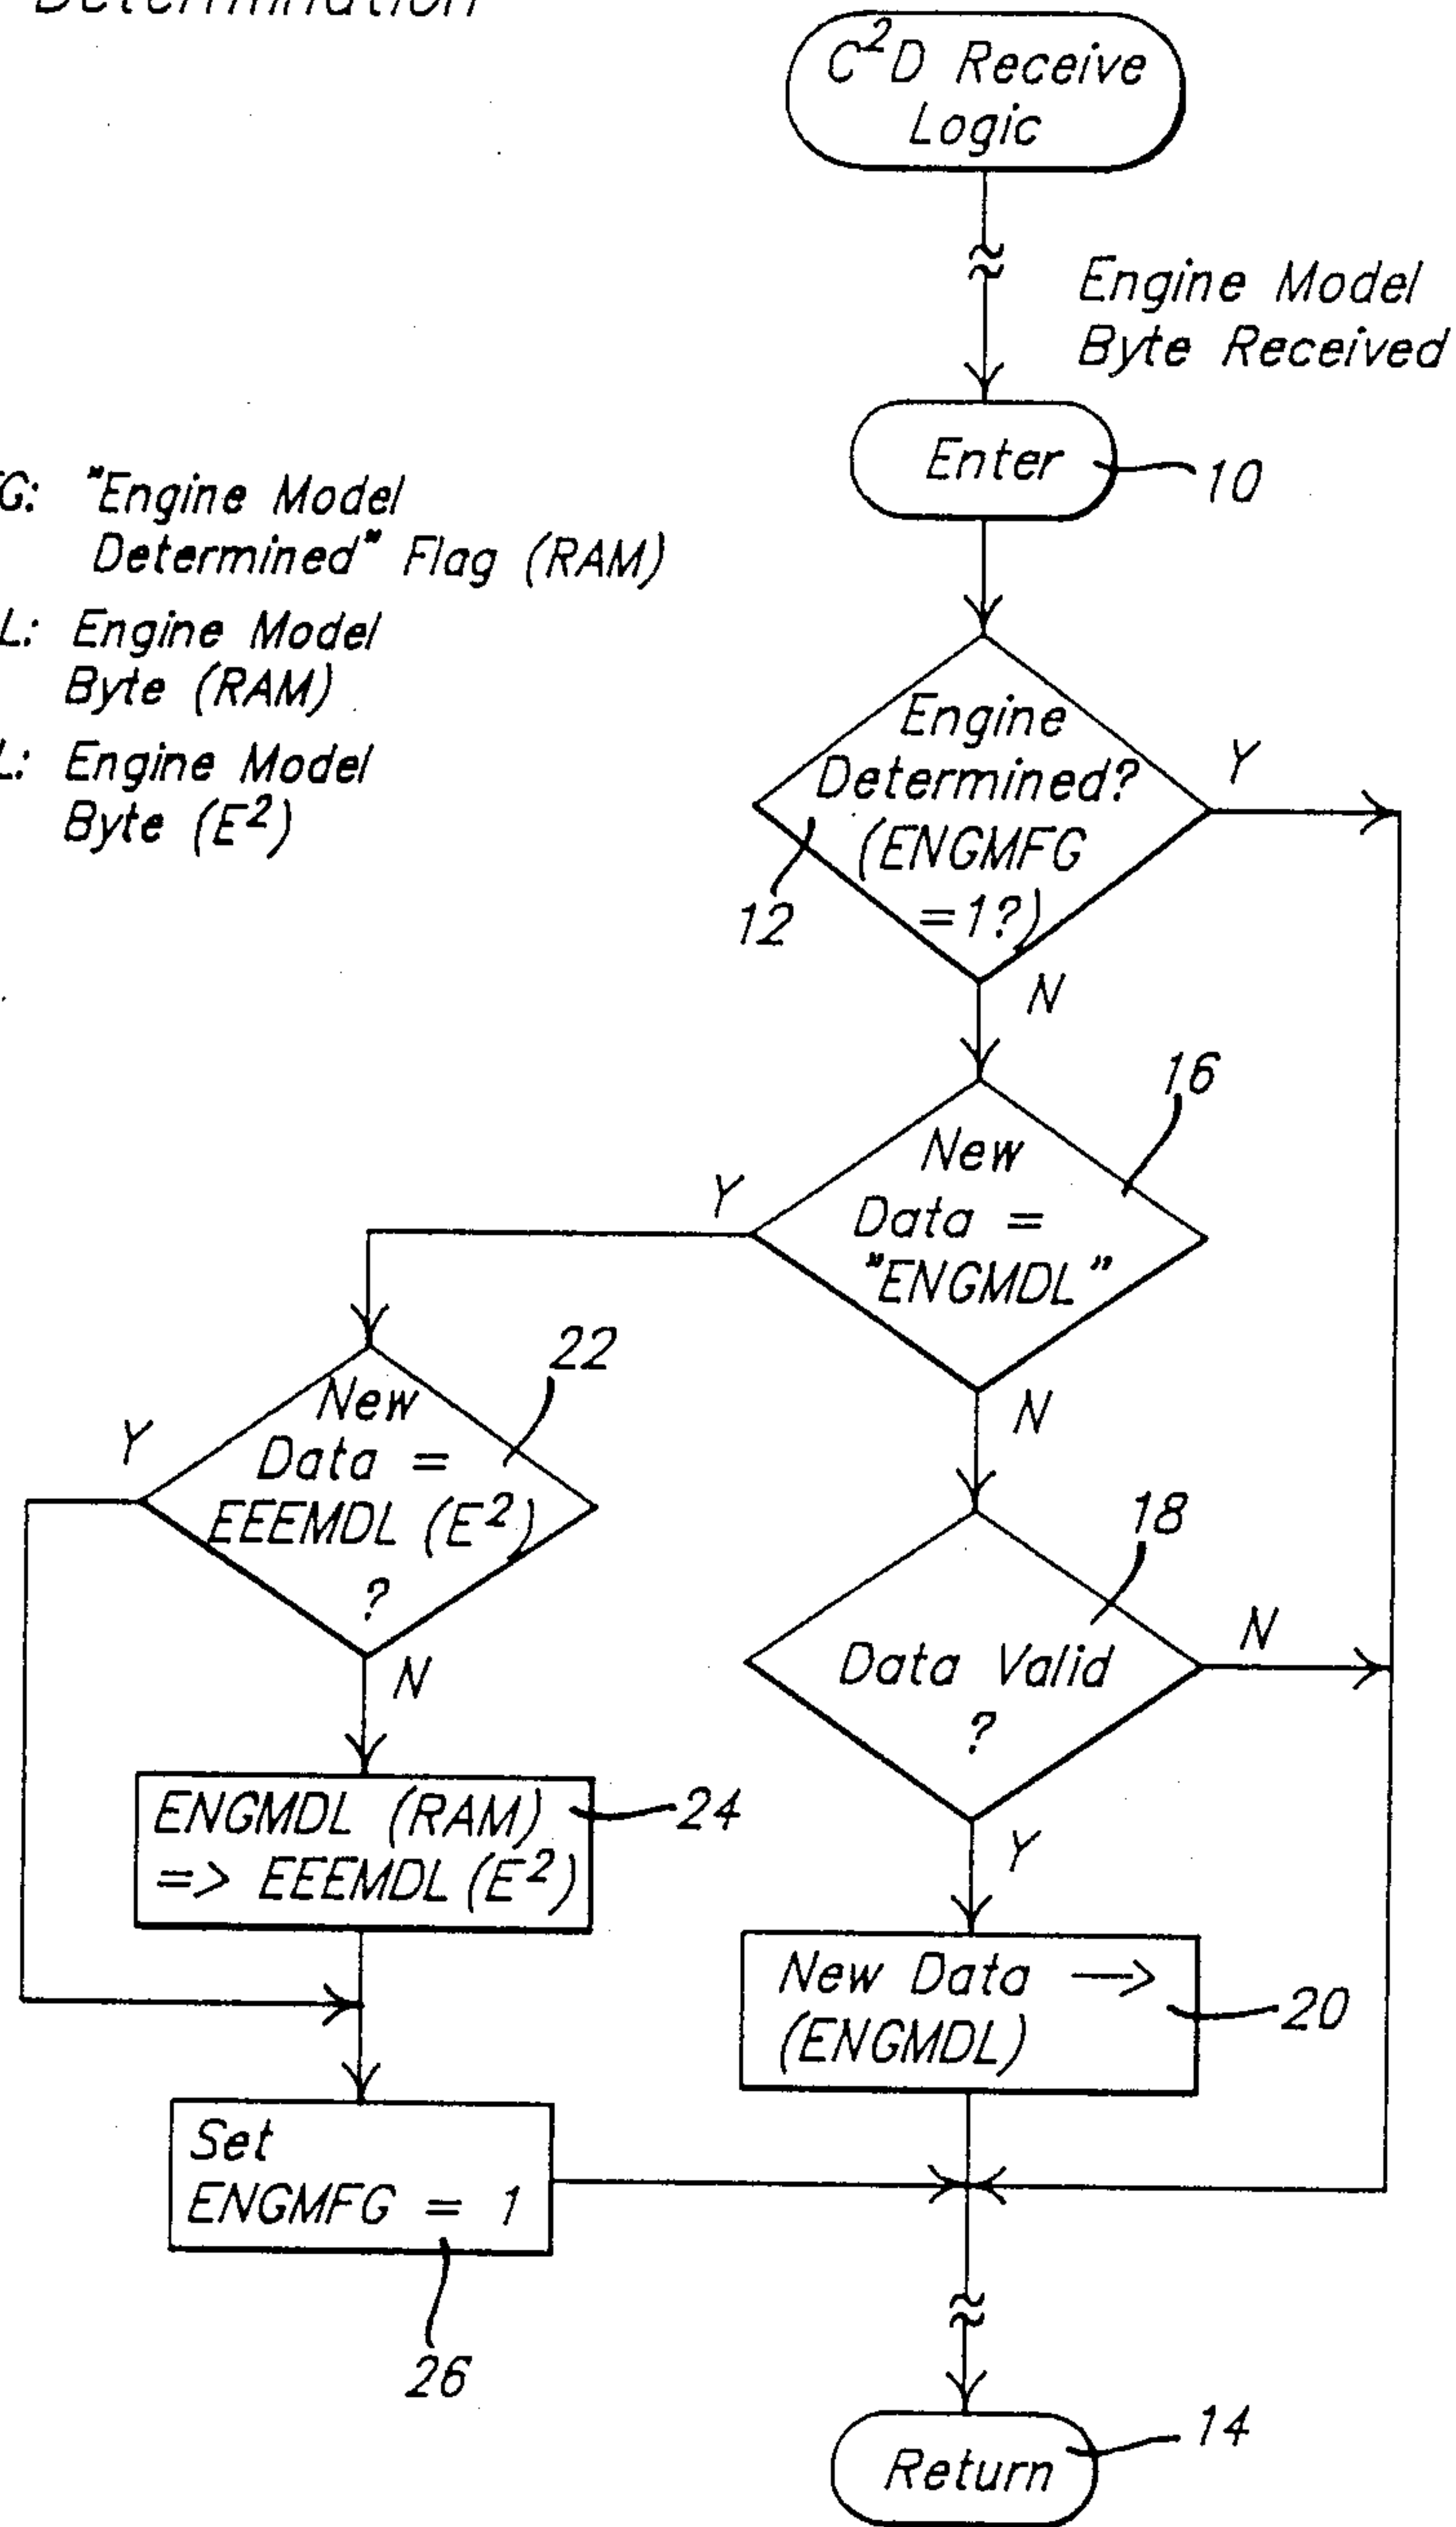 Determination
C²D Receive
Logic
Engine Model
Byte Received
Enter
10
G: "Engine Model
Determined" Flag (RAM)
L: Engine Model
Byte (RAM)
L: Engine Model
Byte (E²)
Engine
Determined?
(ENGMFG
=1?)
Y
12
N
16
New
Data =
"ENGMDL"
Y
N
22
New
Data =
EEEMDL (E²)
?
Y
N
18
Data Valid
?
N
Y
ENGMDL (RAM)
=> EEEMDL (E²)
24
New Data —>
(ENGMDL)
20
Set
ENGMFG = 1
26
Return
14